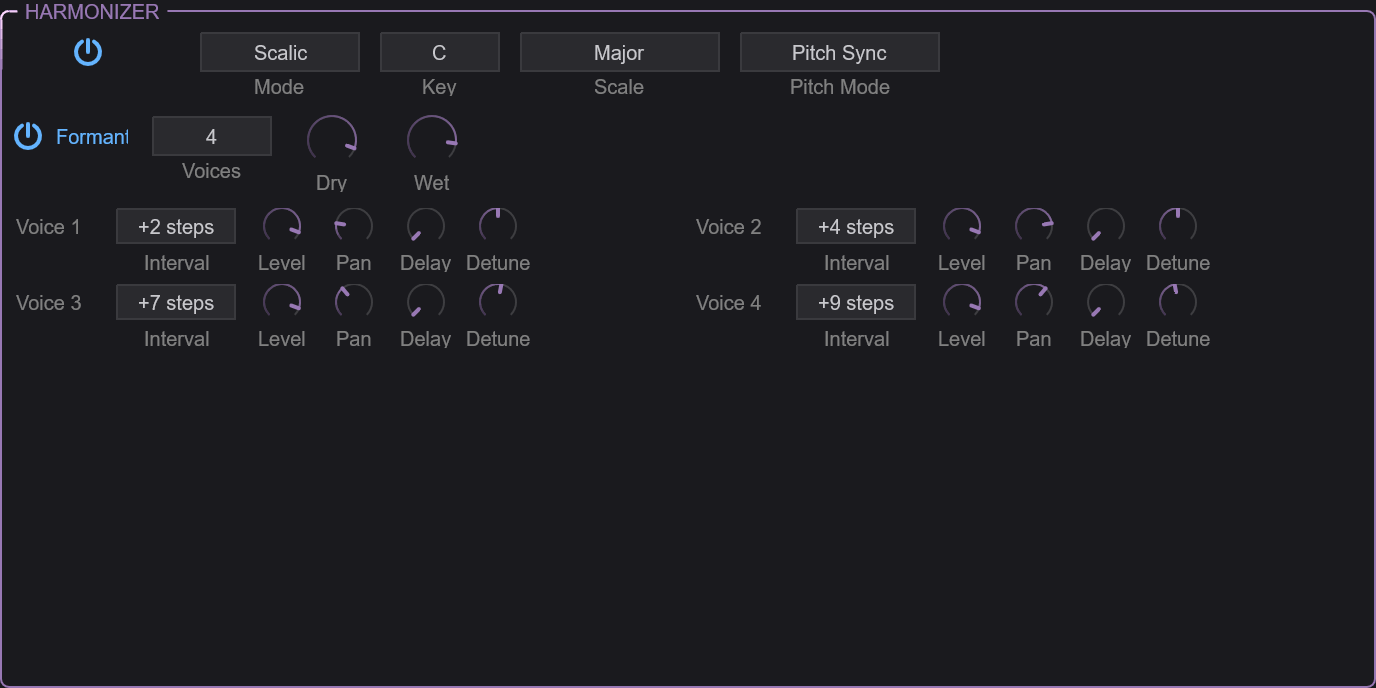 HARMONIZER
Scalic C Major Pitch Sync
Mode Key Scale Pitch Mode
Formant 4
Voices Dry Wet
Voice 1 +2 steps Voice 2 +4 steps
Interval Level Pan Delay Detune Interval Level Pan Delay Detune
Voice 3 +7 steps Voice 4 +9 steps
Interval Level Pan Delay Detune Interval Level Pan Delay Detune